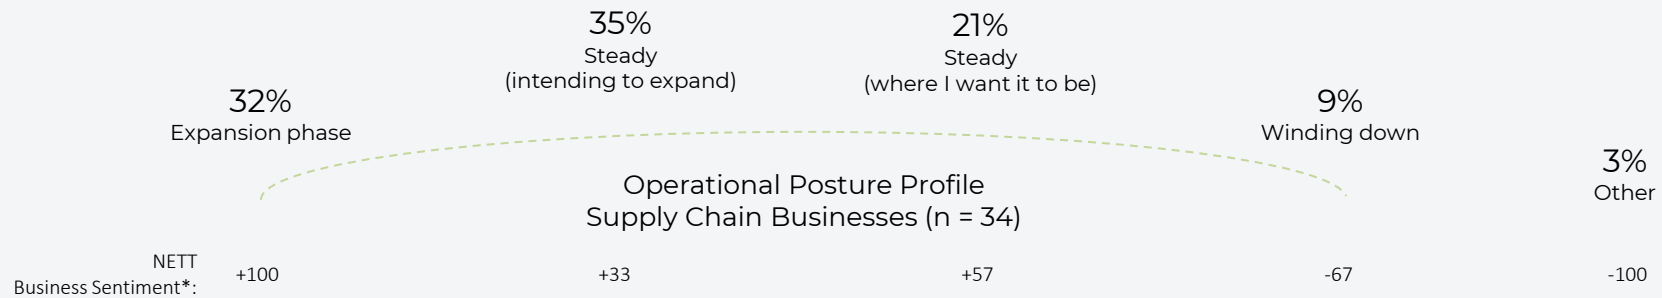 35%
Steady
(intending to expand)
21%
Steady
(where I want it to be)
32%
Expansion phase
9%
Winding down
3%
Other
Operational Posture Profile
Supply Chain Businesses (n = 34)
NETT
Business Sentiment*:
+100
+33
+57
-67
-100